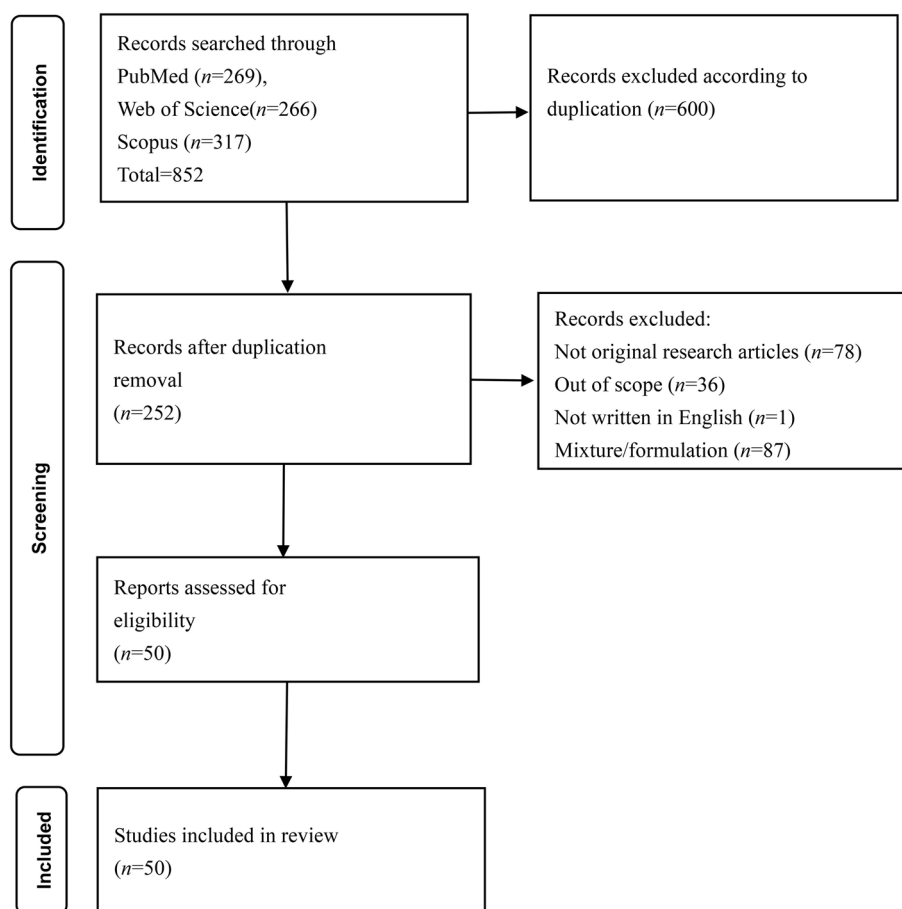 Identification
Records searched through
PubMed (n=269),
Web of Science(n=266)
Scopus (n=317)
Total=852
Records excluded according to
duplication (n=600)
Screening
Records after duplication
removal
(n=252)
Records excluded:
Not original research articles (n=78)
Out of scope (n=36)
Not written in English (n=1)
Mixture/formulation (n=87)
Reports assessed for
eligibility
(n=50)
Included
Studies included in review
(n=50)